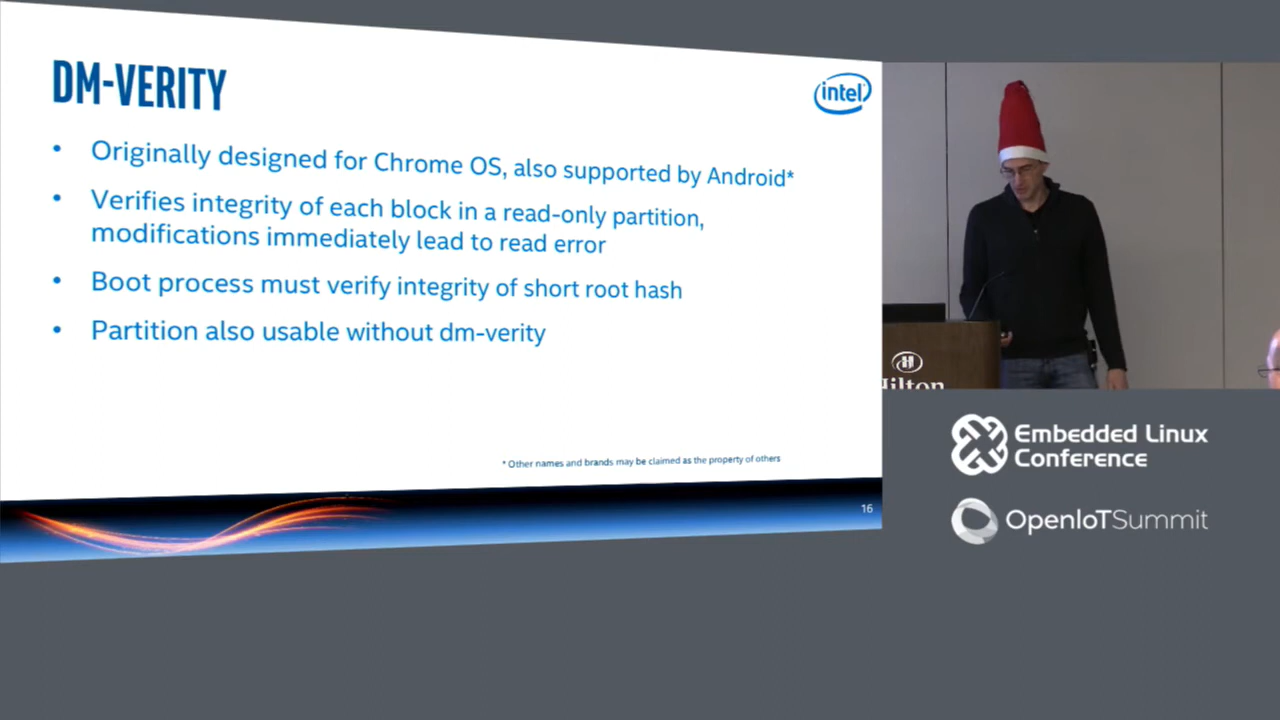 DM-VERITY
intel
• Originally designed for Chrome OS, also supported by Android*
• Verifies integrity of each block in a read-only partition,
modifications immediately lead to read error
• Boot process must verify integrity of short root hash
• Partition also usable without dm-verity
* Other names and brands may be claimed as the property of others
16
Hilton
Embedded Linux
Conference
OpenIoTSummit